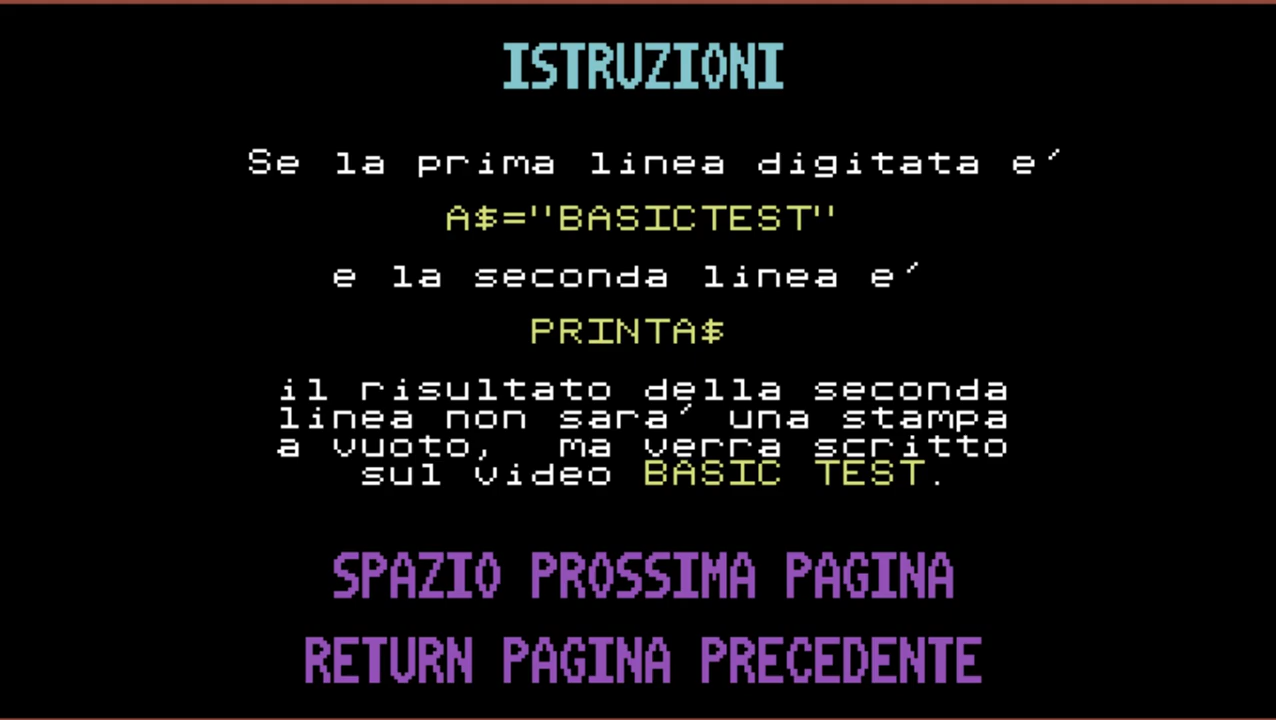 ISTRUZIONI
Se la prima linea digitata e´
A$="BASICTEST"
e la seconda linea e´
PRINTA$
il risultato della seconda
linea non sara´ una stampa
a vuoto,  ma verra scritto
sul video BASIC TEST.
SPAZIO PROSSIMA PAGINA
RETURN PAGINA PRECEDENTE